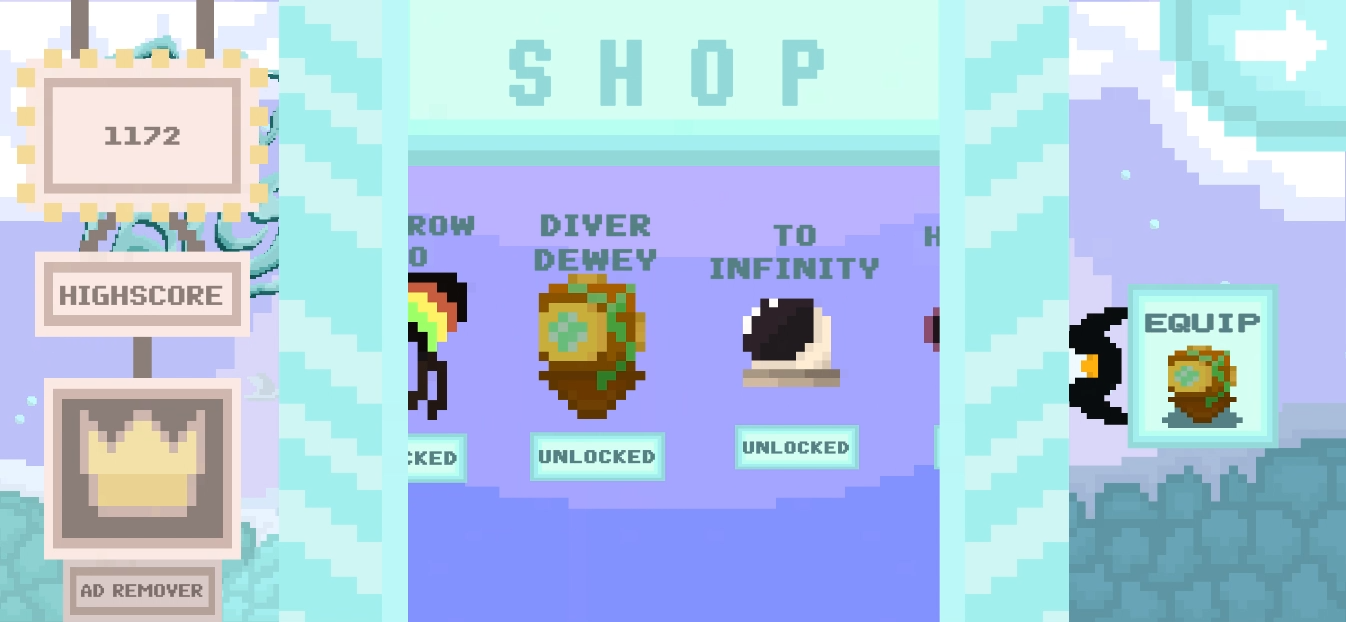 1172
HIGHSCORE
AD REMOVER
SHOP
ROW
O
CKED
DIVER
DEWEY
UNLOCKED
TO
INFINITY
UNLOCKED
H
EQUIP